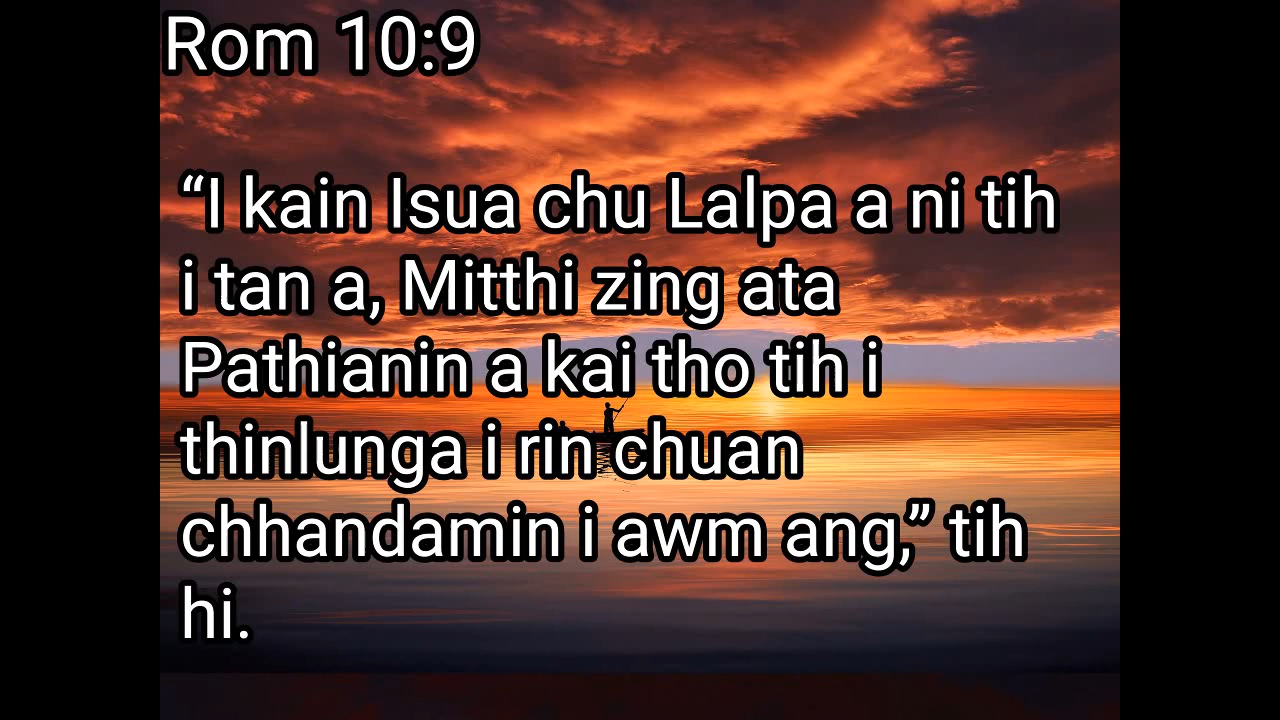 Rom 10:9
“I kain Isua chu Lalpa a ni tih
i tan a, Mitthi zing ata
Pathianin a kai tho tih i
thinlunga i rin chuan
chhandamin i awm ang,” tih
hi.